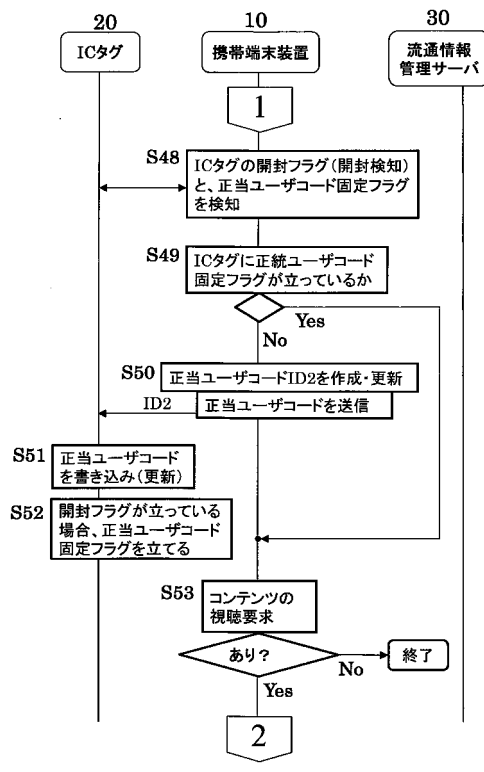 20
10
30
ICタグ
携帯端末装置
流通情報
管理サーバ
1
S48
ICタグの開封フラグ(開封検知)
と、正当ユーザコード固定フラグ
を検知
S49
ICタグに正統ユーザコード
固定フラグが立っているか
Yes
No
S50
正当ユーザコードID2を作成・更新
ID2
正当ユーザコードを送信
S51
正当ユーザコード
を書き込み(更新)
S52
開封フラグが立っている
場合、正当ユーザコード
固定フラグを立てる
S53
コンテンツの
視聴要求
あり?
No
終了
Yes
2